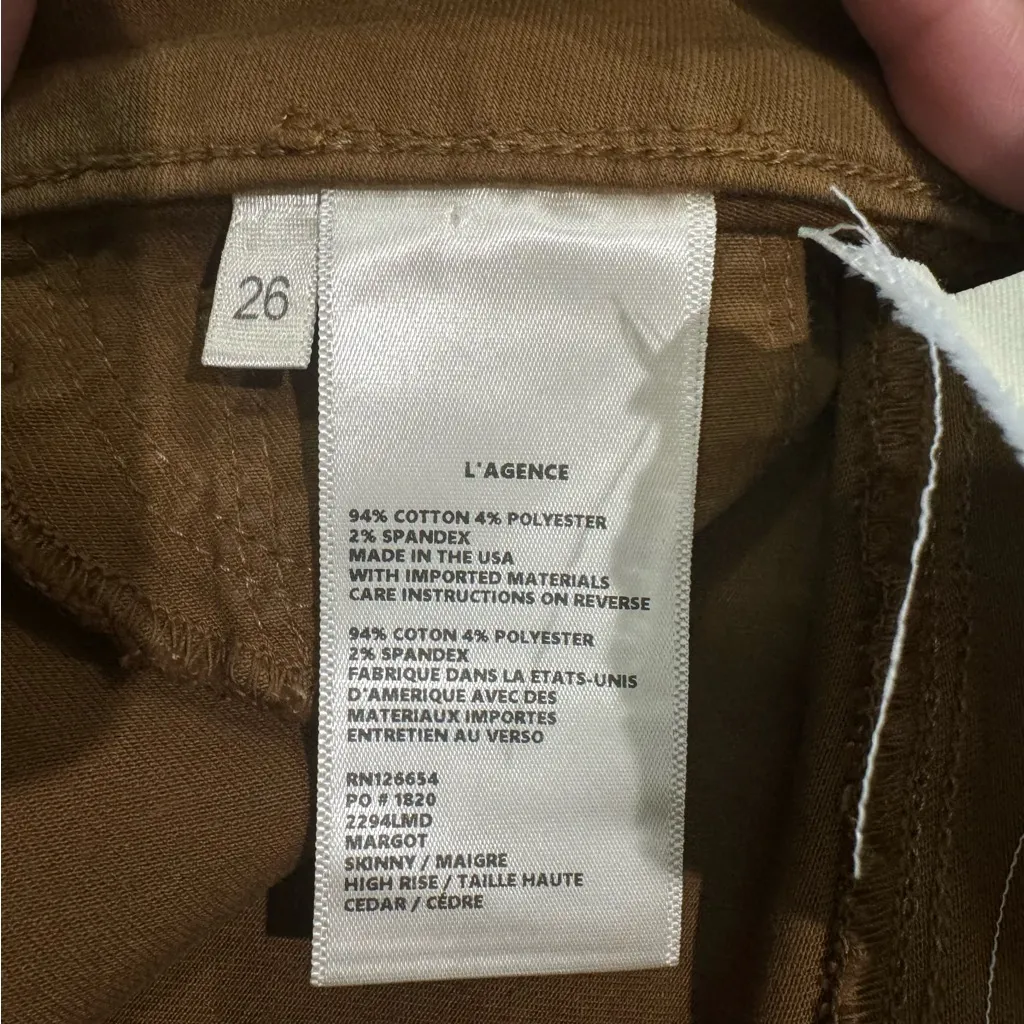 26
L'AGENCE
94% COTTON 4% POLYESTER
2% SPANDEX
MADE IN THE USA
WITH IMPORTED MATERIALS
CARE INSTRUCTIONS ON REVERSE
94% COTON 4% POLYESTER
2% SPANDEX
FABRIQUE DANS LA ETATS-UNIS
D'AMERIQUE AVEC DES
MATERIAUX IMPORTES
ENTRETIEN AU VERSO
RN126654
PO # 1820
2294LMD
MARGOT
SKINNY / MAIGRE
HIGH RISE / TAILLE HAUTE
CEDAR / CÉDRE